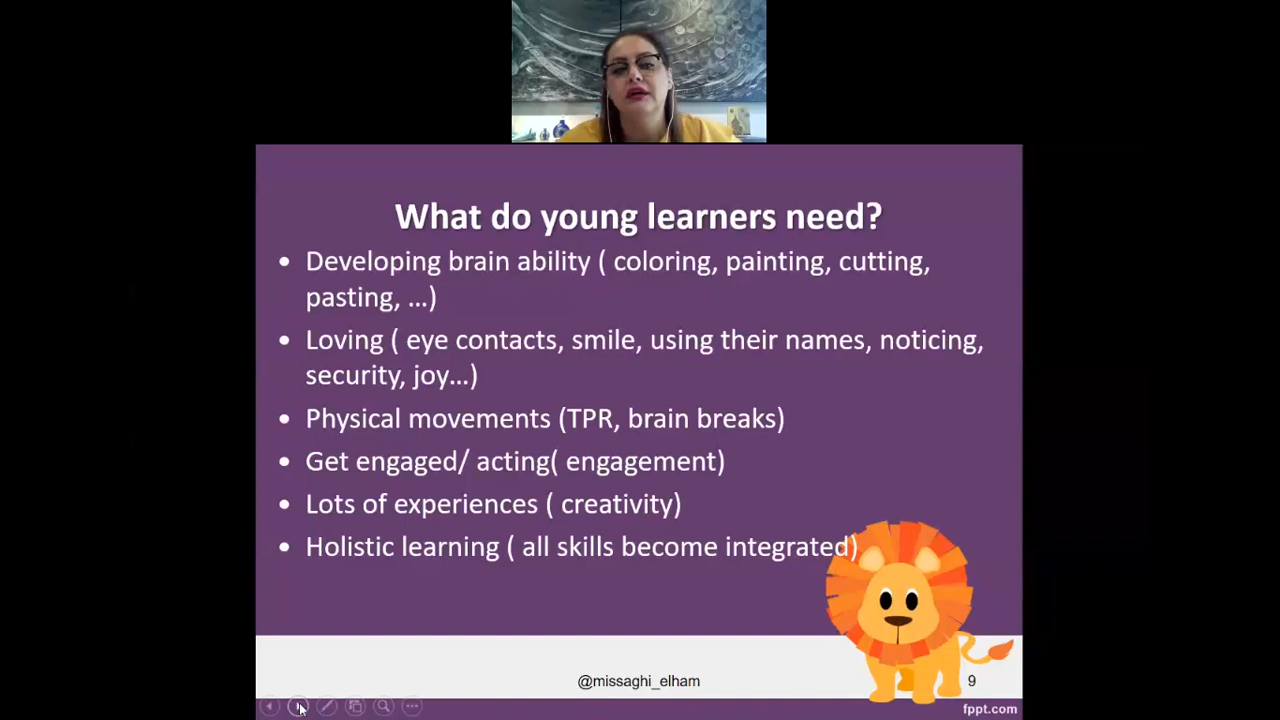 What do young learners need?
• Developing brain ability ( coloring, painting, cutting,
pasting, …)
• Loving ( eye contacts, smile, using their names, noticing,
security, joy…)
• Physical movements (TPR, brain breaks)
• Get engaged/ acting( engagement)
• Lots of experiences ( creativity)
• Holistic learning ( all skills become integrated)
@missaghi_elham
9
fppt.com